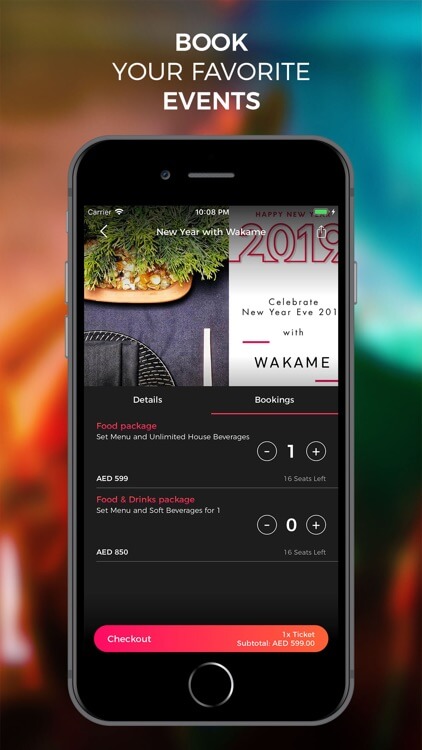 BOOK
YOUR FAVORITE
EVENTS
Carrier 10:08 PM
HAPPY NEW YEAR
New Year with Wakame
2019
Celebrate
New Year Eve 201
with
WAKAME
Details Bookings
Food package
Set Menu and Unlimited House Beverages
- 1 +
AED 599 16 Seats Left
Food & Drinks package
Set Menu and Soft Beverages for 1
- 0 +
AED 850 16 Seats Left
Checkout
1x Ticket
Subtotal: AED 599.00